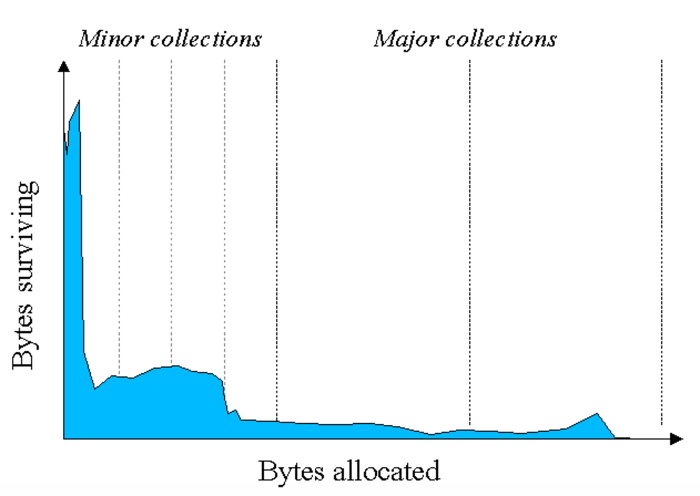 Minor collections
Major collections
Bytes surviving
Bytes allocated